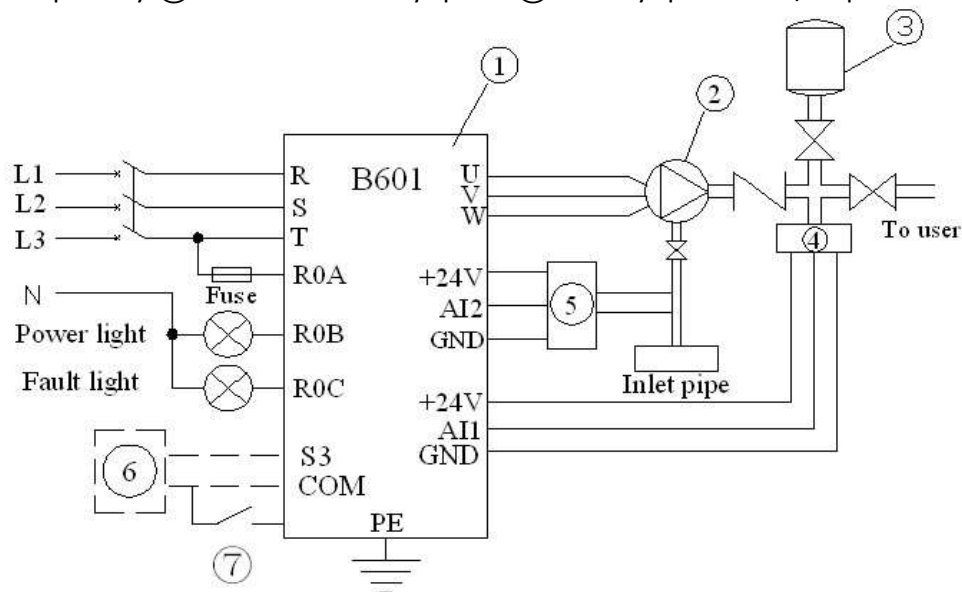 ③
①
②
L1
R
B601
U
V
L2
S
W
L3
T
④
To user
N
R0A
Fuse
+24V
⑤
AI2
Power light
R0B
GND
Inlet pipe
Fault light
R0C
+24V
AI1
⑥
S3
GND
COM
PE
⑦